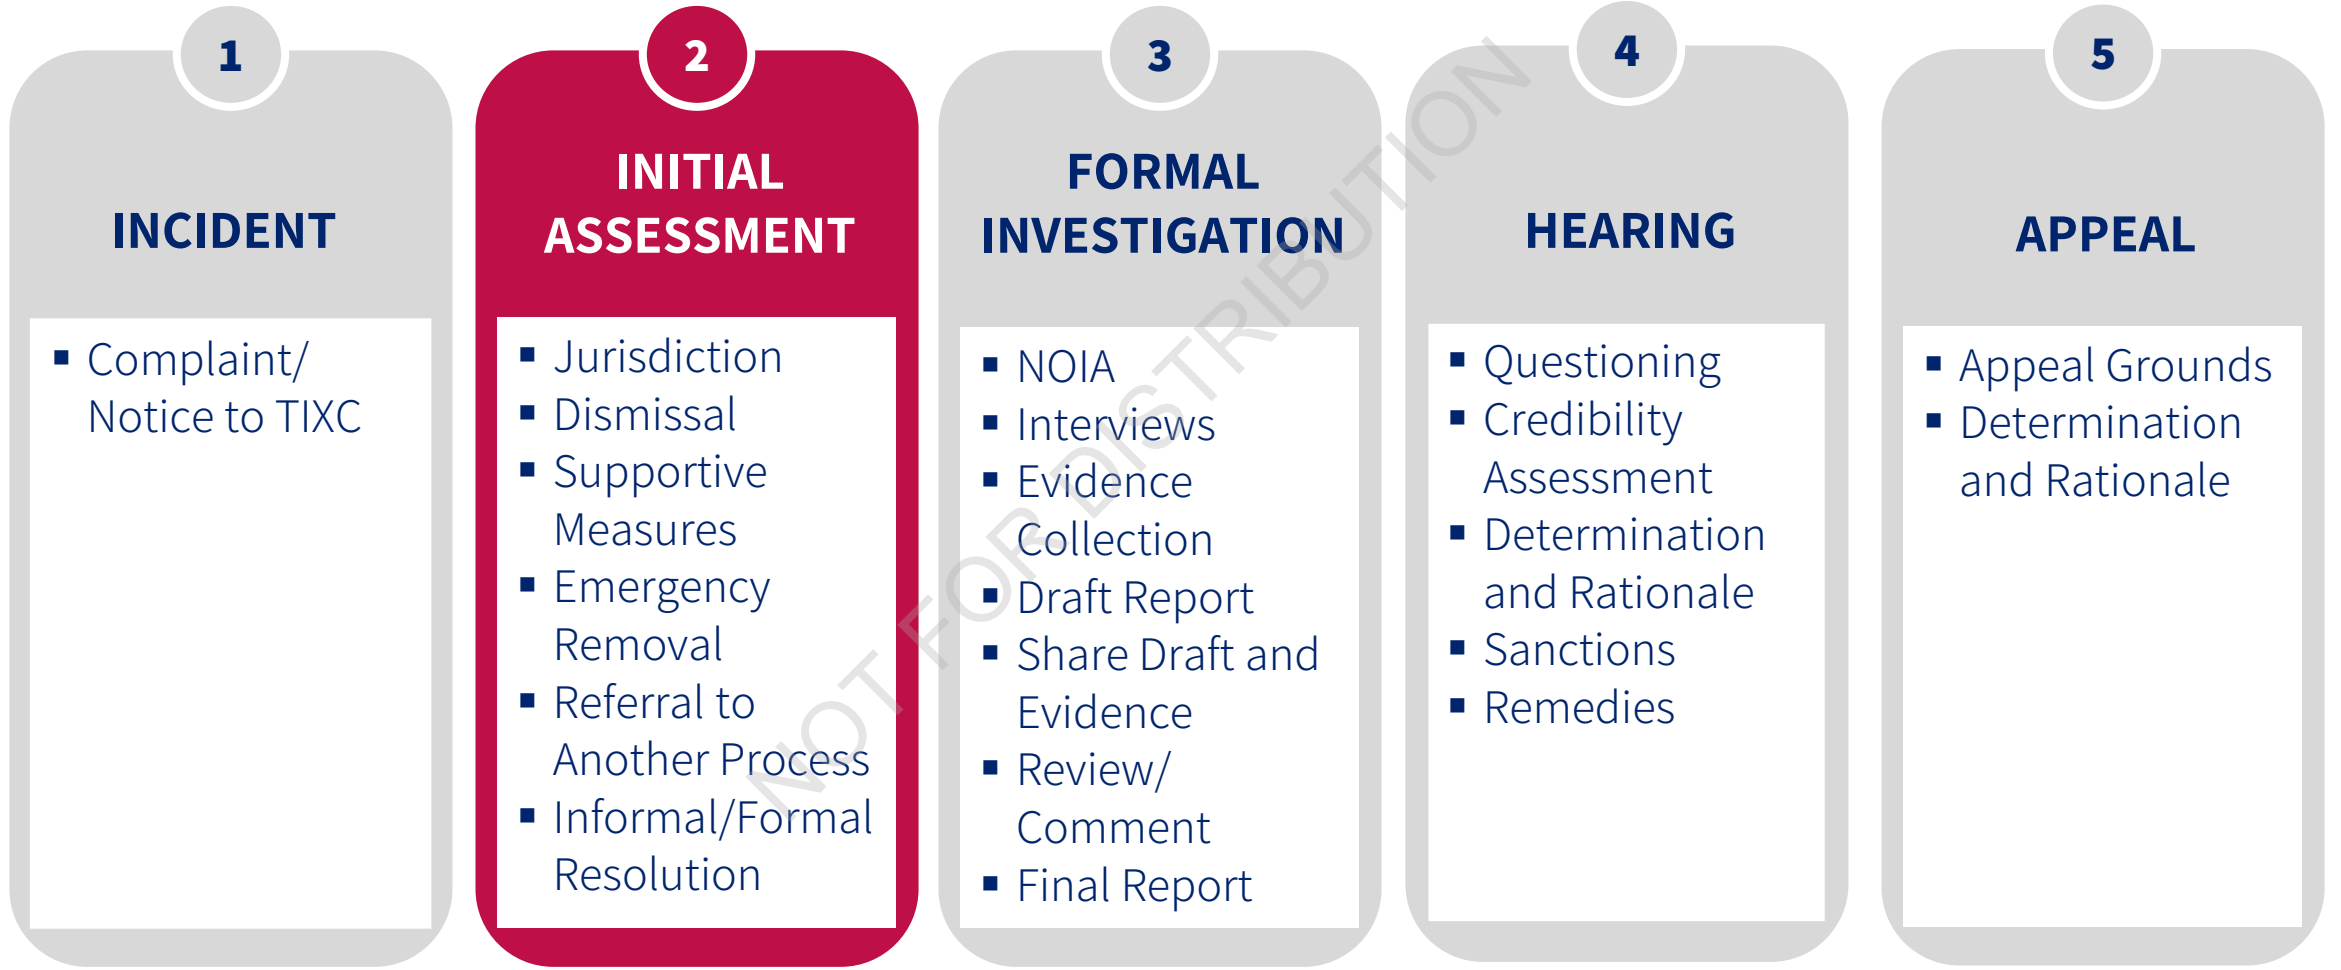 1
INCIDENT
▪ Complaint/
Notice to TIXC
2
INITIAL
ASSESSMENT
▪ Jurisdiction
▪ Dismissal
▪ Supportive
Measures
▪ Emergency
Removal
▪ Referral to
Another Process
▪ Informal/Formal
Resolution
3
FORMAL
INVESTIGATION
▪ NOIA
▪ Interviews
▪ Evidence
Collection
▪ Draft Report
▪ Share Draft and
Evidence
▪ Review/
Comment
▪ Final Report
4
HEARING
▪ Questioning
▪ Credibility
Assessment
▪ Determination
and Rationale
▪ Sanctions
▪ Remedies
5
APPEAL
▪ Appeal Grounds
▪ Determination
and Rationale
NOT FOR DISTRIBUTION